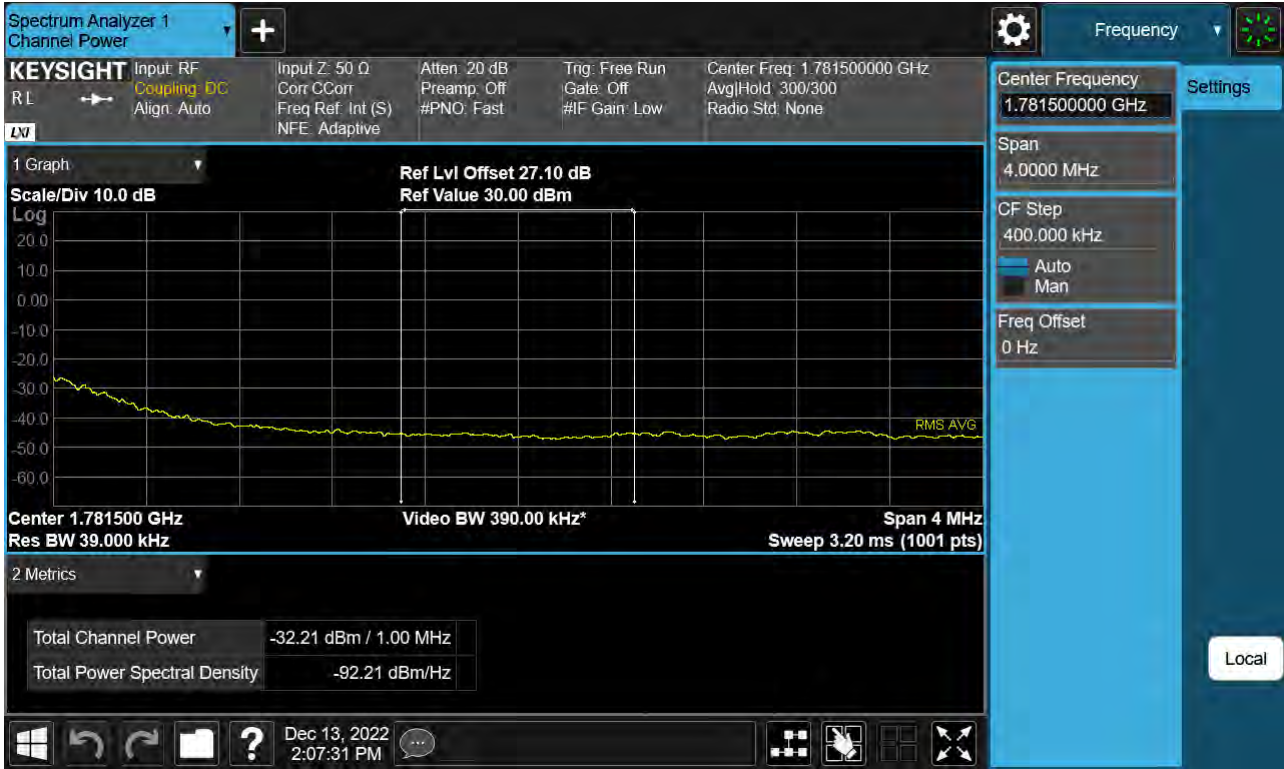 Spectrum Analyzer 1
Channel Power
+
Frequency
KEYSIGHT
RL
LXI
Input: RF
Coupling: DC
Align: Auto
Input Z: 50 Ω
Corr CCorr
Freq Ref: Int (S)
NFE: Adaptive
Atten: 20 dB
Preamp: Off
#PNO: Fast
Trig: Free Run
Gate: Off
#IF Gain: Low
Center Freq: 1.781500000 GHz
Avg|Hold: 300/300
Radio Std: None
Center Frequency
1.781500000 GHz
Settings
Span
4.0000 MHz
CF Step
400.000 kHz
Auto
Man
Freq Offset
0 Hz
Local
1 Graph
Scale/Div 10.0 dB
Ref Lvl Offset 27.10 dB
Ref Value 30.00 dBm
Log
20.0
10.0
0.00
-10.0
-20.0
-30.0
-40.0
-50.0
-60.0
RMS AVG
Center 1.781500 GHz
Video BW 390.00 kHz*
Span 4 MHz
Res BW 39.000 kHz
Sweep 3.20 ms (1001 pts)
2 Metrics
Total Channel Power -32.21 dBm / 1.00 MHz
Total Power Spectral Density -92.21 dBm/Hz
?
Dec 13, 2022
2:07:31 PM